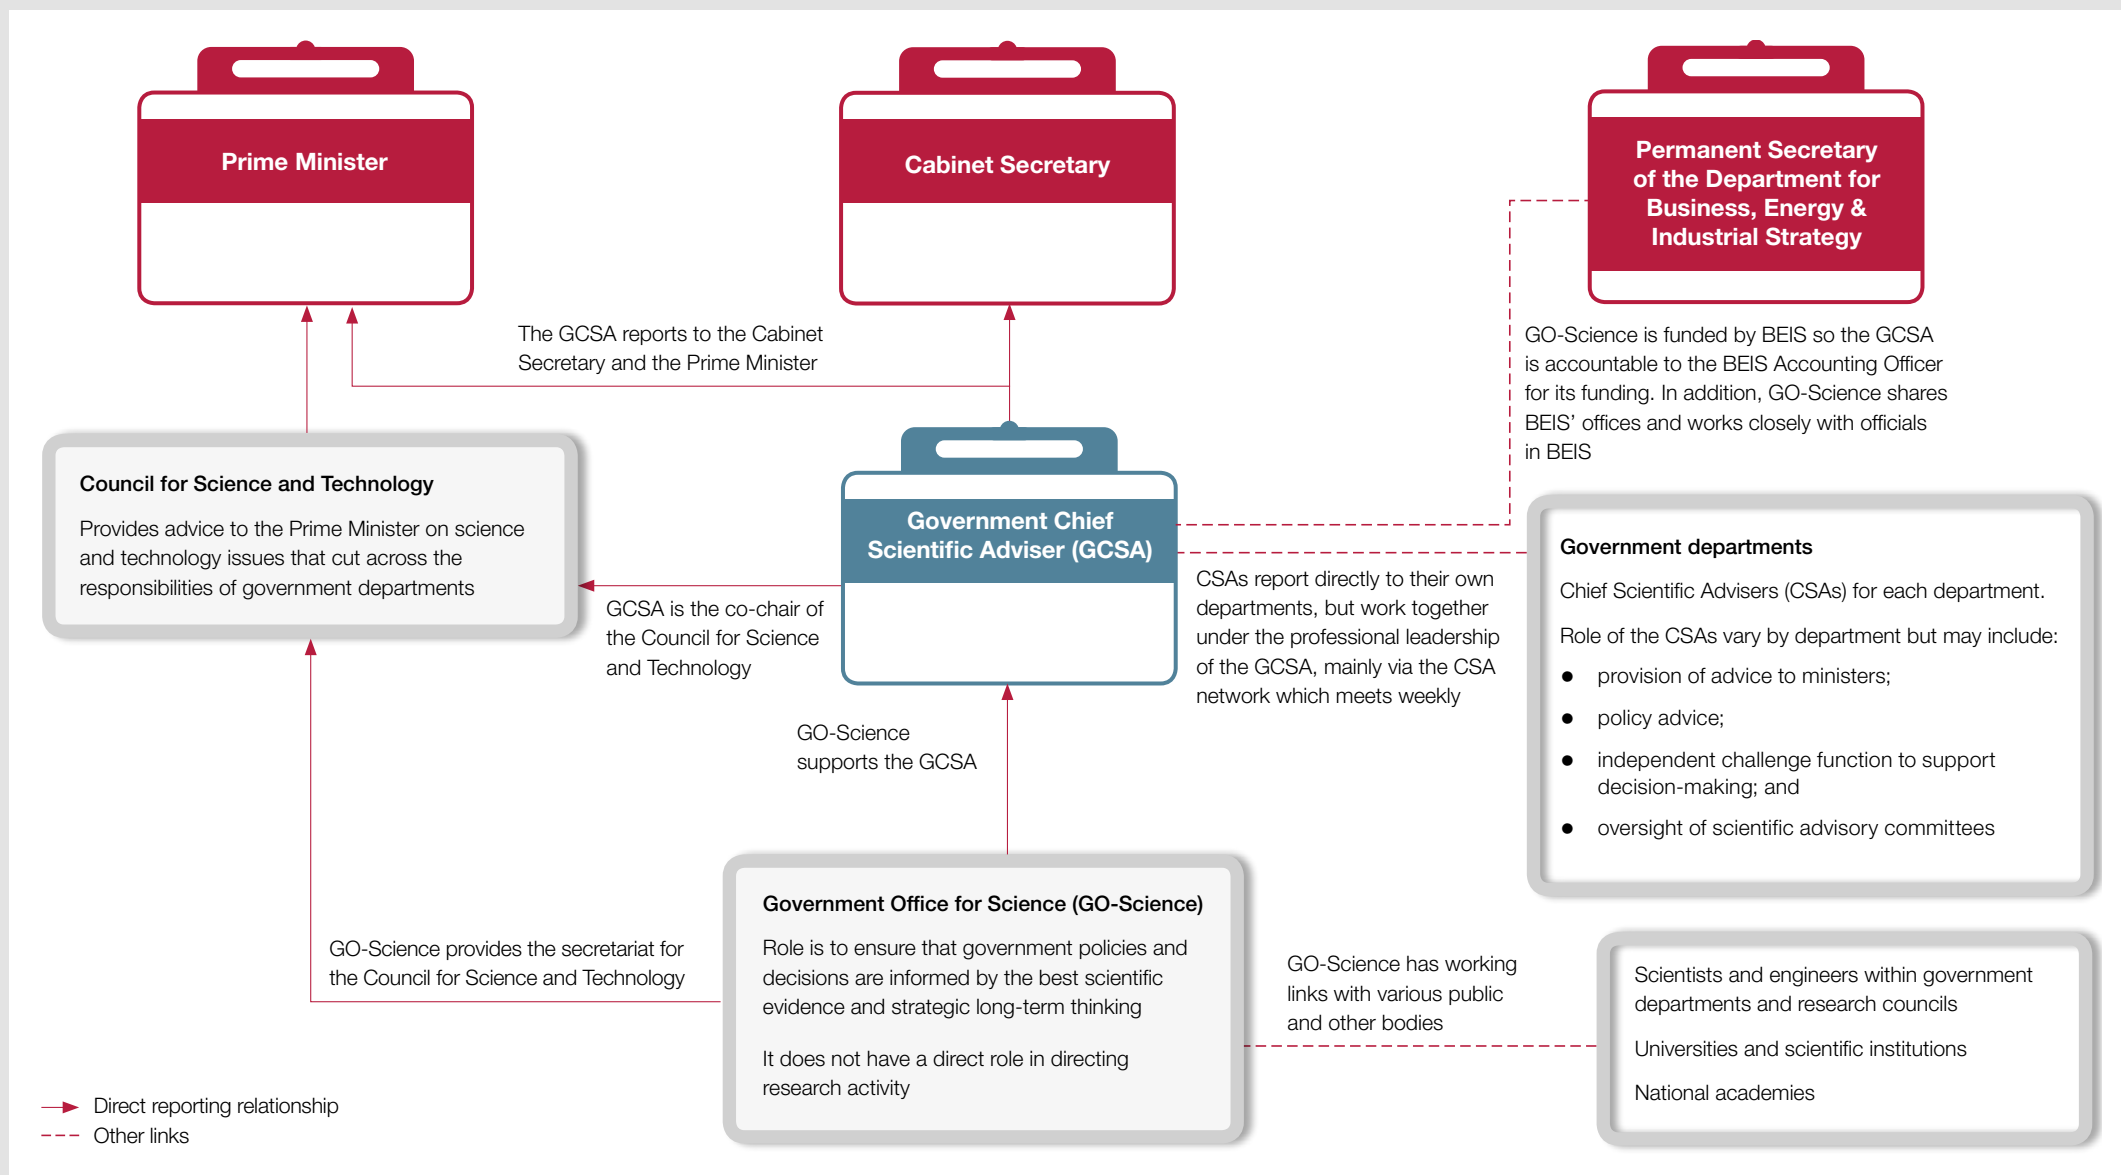 Prime Minister
Cabinet Secretary
Permanent Secretary
of the Department for
Business, Energy &
Industrial Strategy
The GCSA reports to the Cabinet
Secretary and the Prime Minister
GO-Science is funded by BEIS so the GCSA
is accountable to the BEIS Accounting Officer
for its funding. In addition, GO-Science shares
BEIS’ offices and works closely with officials
in BEIS
Council for Science and Technology
Provides advice to the Prime Minister on science
and technology issues that cut across the
responsibilities of government departments
GCSA is the co-chair of
the Council for Science
and Technology
Government Chief
Scientific Adviser (GCSA)
CSAs report directly to their own
departments, but work together
under the professional leadership
of the GCSA, mainly via the CSA
network which meets weekly
Government departments
Chief Scientific Advisers (CSAs) for each department.
Role of the CSAs vary by department but may include:
● provision of advice to ministers;
● policy advice;
● independent challenge function to support
decision-making; and
● oversight of scientific advisory committees
GO-Science
supports the GCSA
GO-Science provides the secretariat for
the Council for Science and Technology
Government Office for Science (GO-Science)
Role is to ensure that government policies and
decisions are informed by the best scientific
evidence and strategic long-term thinking
It does not have a direct role in directing
research activity
GO-Science has working
links with various public
and other bodies
Scientists and engineers within government
departments and research councils
Universities and scientific institutions
National academies
Direct reporting relationship
Other links